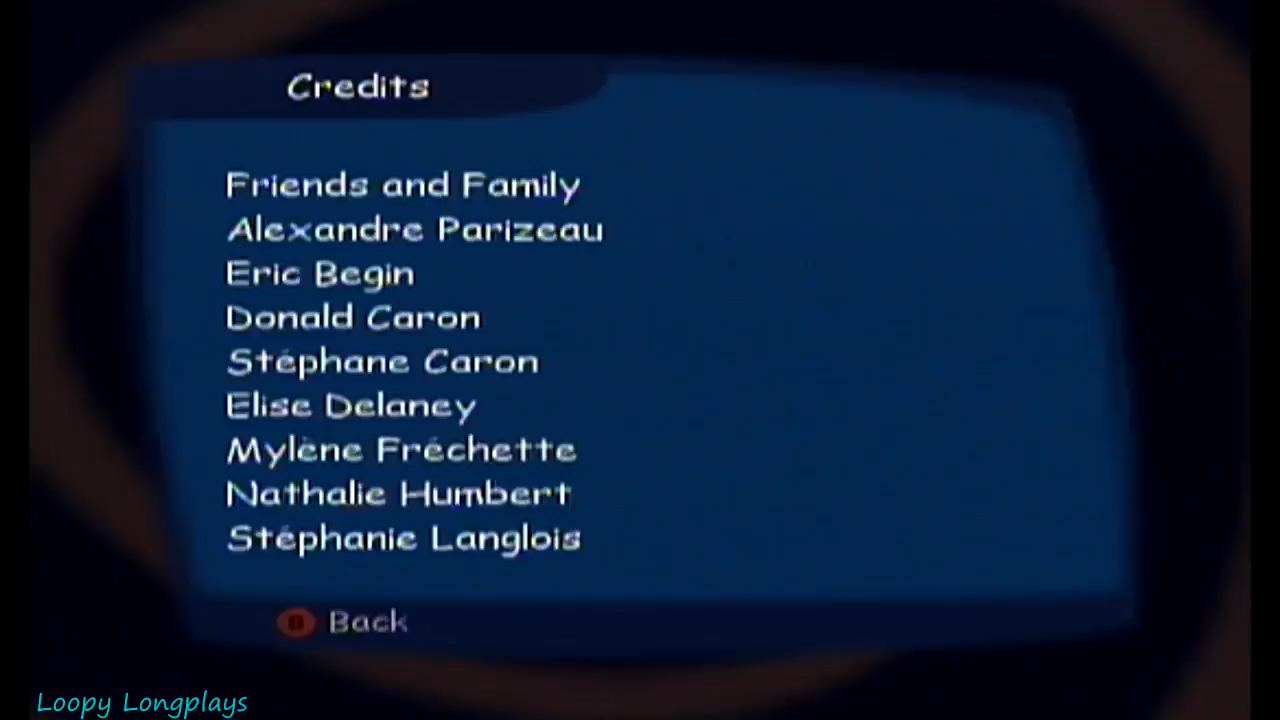 Credits
Friends and Family
Alexandre Parizeau
Eric Begin
Donald Caron
Stéphane Caron
Elise Delaney
Mylène Fréchette
Nathalie Humbert
Stéphanie Langlois
B Back
Loopy Longplays